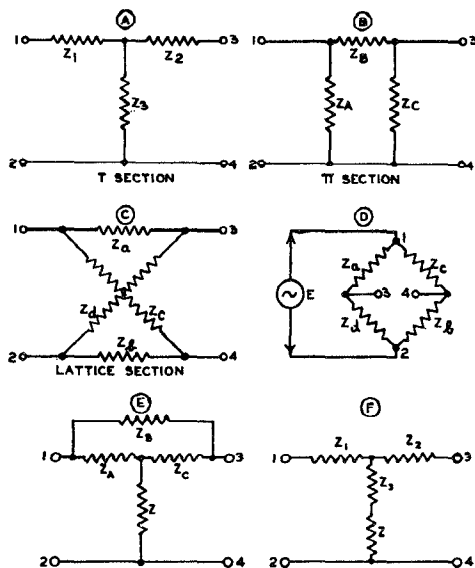 A
B
1 Z1 Z2 3
Z3
2 4
T SECTION
1 ZB 3
ZA ZC
2 4
Π SECTION
C
D
1 Za 3
Zd Zc
2 Zb 4
LATTICE SECTION
E
1
Za Zc
3 4
Zd Zb
2
E
F
ZB
1 ZA ZC 3
Z
2 4
1 Z1 Z2 3
Z3
Z
2 4